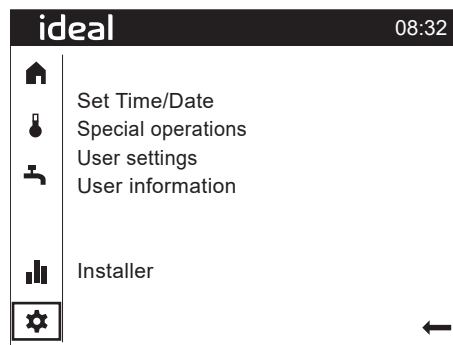 ideal 08:32
Set Time/Date
Special operations
User settings
User information
Installer